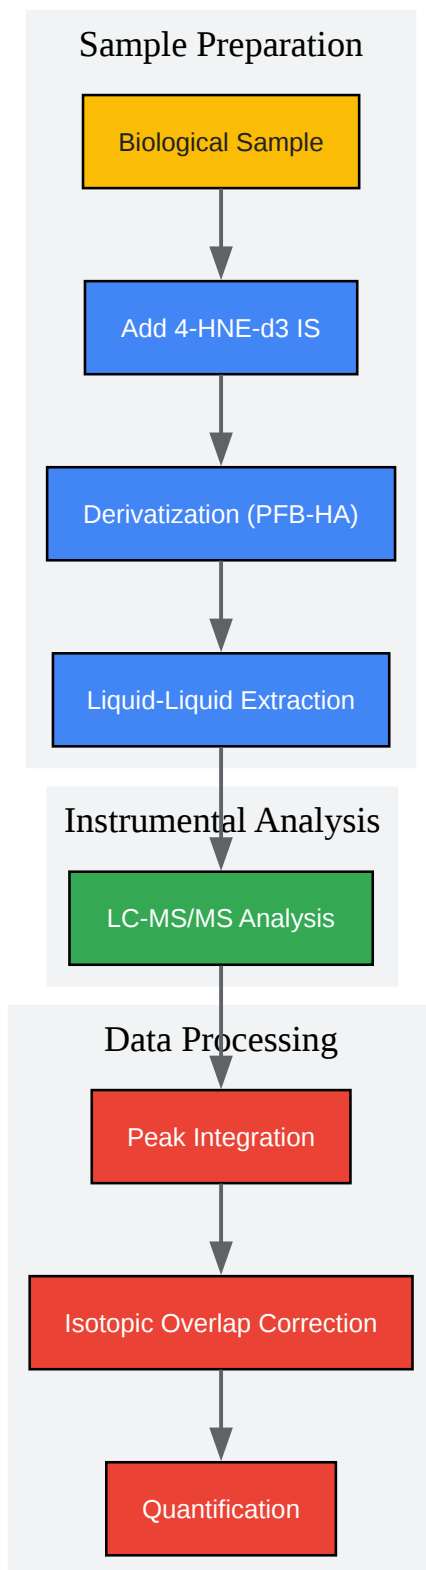 Sample Preparation
Biological Sample
Add 4-HNE-d3 IS
Derivatization (PFB-HA)
Liquid-Liquid Extraction
Instrumental Analysis
LC-MS/MS Analysis
Data Processing
Peak Integration
Isotopic Overlap Correction
Quantification